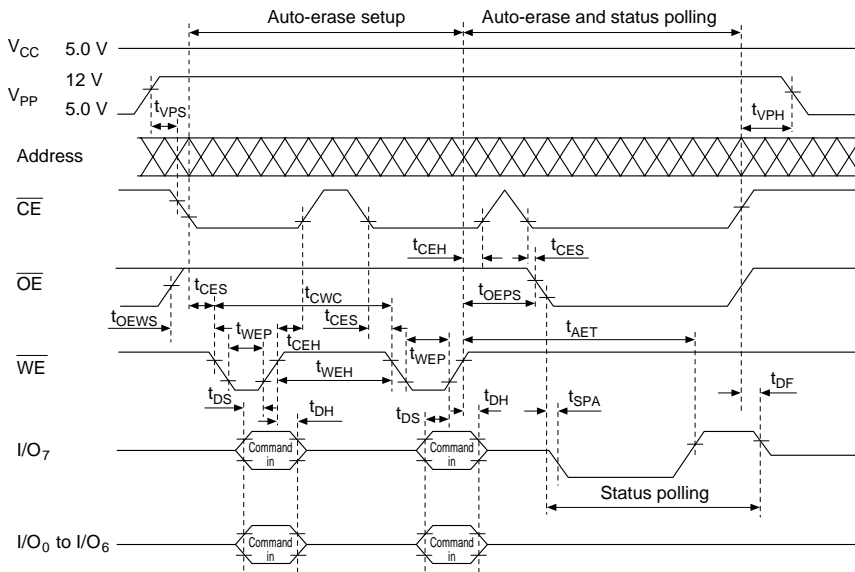 Auto-erase setup Auto-erase and status polling
VCC 5.0 V
12 V
VPP
5.0 V
tVPS tVPH
Address
CE
tCEH tCES
OE
tCES tCWC tOEPS
tOEWS tWEP tCES tAET
tCEH tWEP
WE
tWEH
tDS tDH tDS tDH tSPA tDF
I/O7 Command in Command in
Status polling
I/O0 to I/O6 Command in Command in